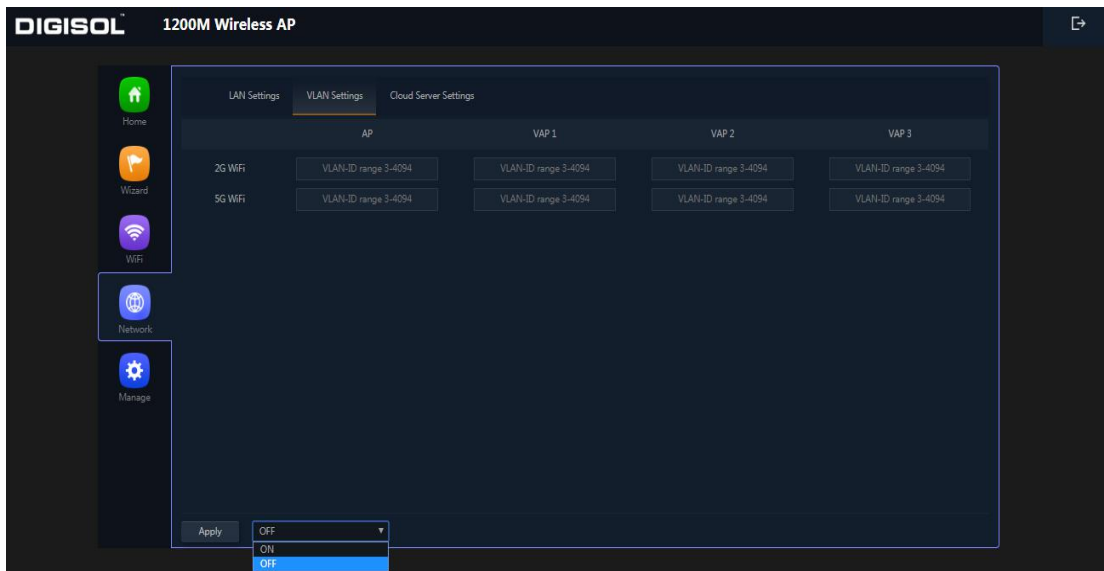 DIGISOL™ 1200M Wireless AP
Home
LAN Settings VLAN Settings Cloud Server Settings
AP VAP 1 VAP 2 VAP 3
2G WiFi VLAN-ID range 3-4094 VLAN-ID range 3-4094 VLAN-ID range 3-4094 VLAN-ID range 3-4094
Wizard
5G WiFi VLAN-ID range 3-4094 VLAN-ID range 3-4094 VLAN-ID range 3-4094 VLAN-ID range 3-4094
WiFi
Network
Manage
Apply OFF
ON
OFF